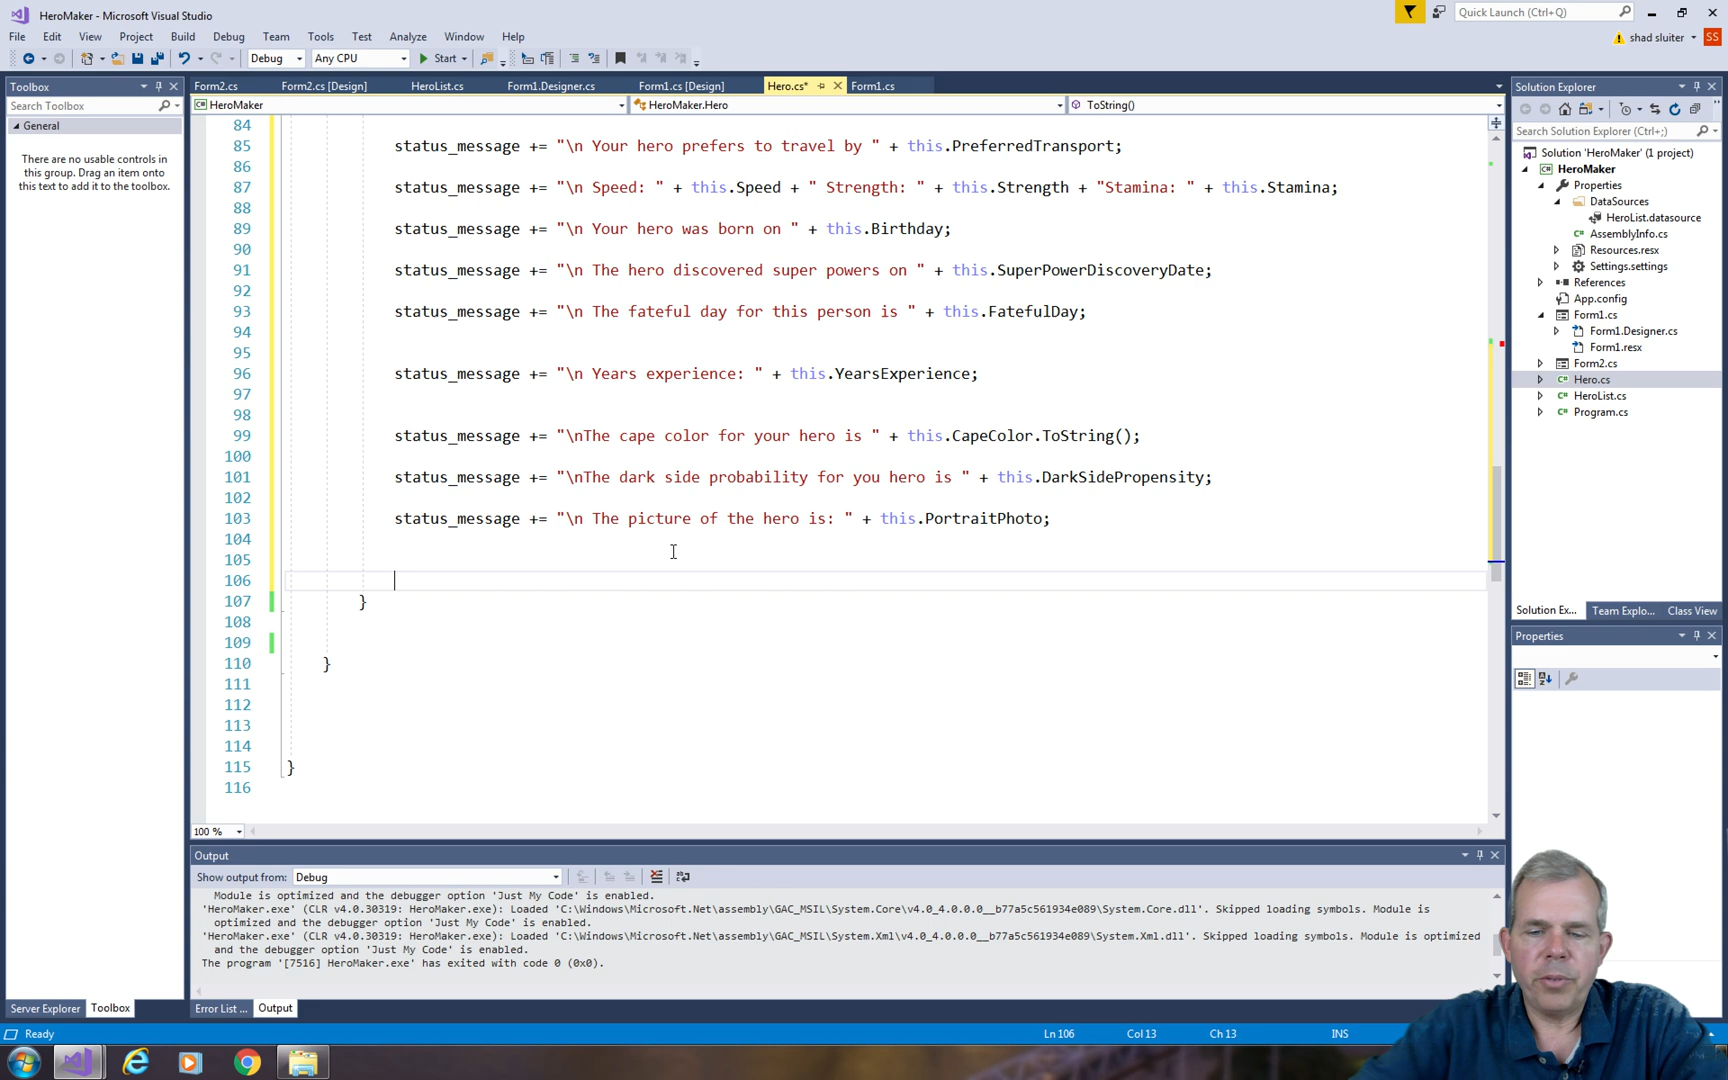 HeroMaker - Microsoft Visual Studio
Quick Launch (Ctrl+Q)
File Edit View Project Build Debug Team Tools Test Analyze Window Help
shad sluiter SS
Debug Any CPU Start
Toolbox
Search Toolbox
General
There are no usable controls in
this group. Drag an item onto
this text to add it to the toolbox.
Form2.cs Form2.cs [Design] HeroList.cs Form1.Designer.cs Form1.cs [Design] Hero.cs* Form1.cs
HeroMaker HeroMaker.Hero ToString()
84
85 status_message += "\n Your hero prefers to travel by " + this.PreferredTransport;
86
87 status_message += "\n Speed: " + this.Speed + " Strength: " + this.Strength + "Stamina: " + this.Stamina;
88
89 status_message += "\n Your hero was born on " + this.Birthday;
90
91 status_message += "\n The hero discovered super powers on " + this.SuperPowerDiscoveryDate;
92
93 status_message += "\n The fateful day for this person is " + this.FatefulDay;
94
95
96 status_message += "\n Years experience: " + this.YearsExperience;
97
98
99 status_message += "\nThe cape color for your hero is " + this.CapeColor.ToString();
100
101 status_message += "\nThe dark side probability for you hero is " + this.DarkSidePropensity;
102
103 status_message += "\n The picture of the hero is: " + this.PortraitPhoto;
104
105
106
107 }
108
109
110 }
111
112
113
114
115 }
116
100 %
Output
Show output from: Debug
Module is optimized and the debugger option 'Just My Code' is enabled.
'HeroMaker.exe' (CLR v4.0.30319: HeroMaker.exe): Loaded 'C:\Windows\Microsoft.Net\assembly\GAC_MSIL\System.Core\v4.0_4.0.0.0__b77a5c561934e089\System.Core.dll'. Skipped loading symbols. Module is
optimized and the debugger option 'Just My Code' is enabled.
'HeroMaker.exe' (CLR v4.0.30319: HeroMaker.exe): Loaded 'C:\Windows\Microsoft.Net\assembly\GAC_MSIL\System.Xml\v4.0_4.0.0.0__b77a5c561934e089\System.Xml.dll'. Skipped loading symbols. Module is optimized
and the debugger option 'Just My Code' is enabled.
The program '[7516] HeroMaker.exe' has exited with code 0 (0x0).
Server Explorer Toolbox
Error List ... Output
Ready Ln 106 Col 13 Ch 13 INS
Solution Explorer
Search Solution Explorer (Ctrl+;)
Solution 'HeroMaker' (1 project)
HeroMaker
Properties
DataSources
HeroList.datasource
AssemblyInfo.cs
Resources.resx
Settings.settings
References
App.config
Form1.cs
Form1.Designer.cs
Form1.resx
Form2.cs
Hero.cs
HeroList.cs
Program.cs
Solution Ex... Team Explo... Class View
Properties